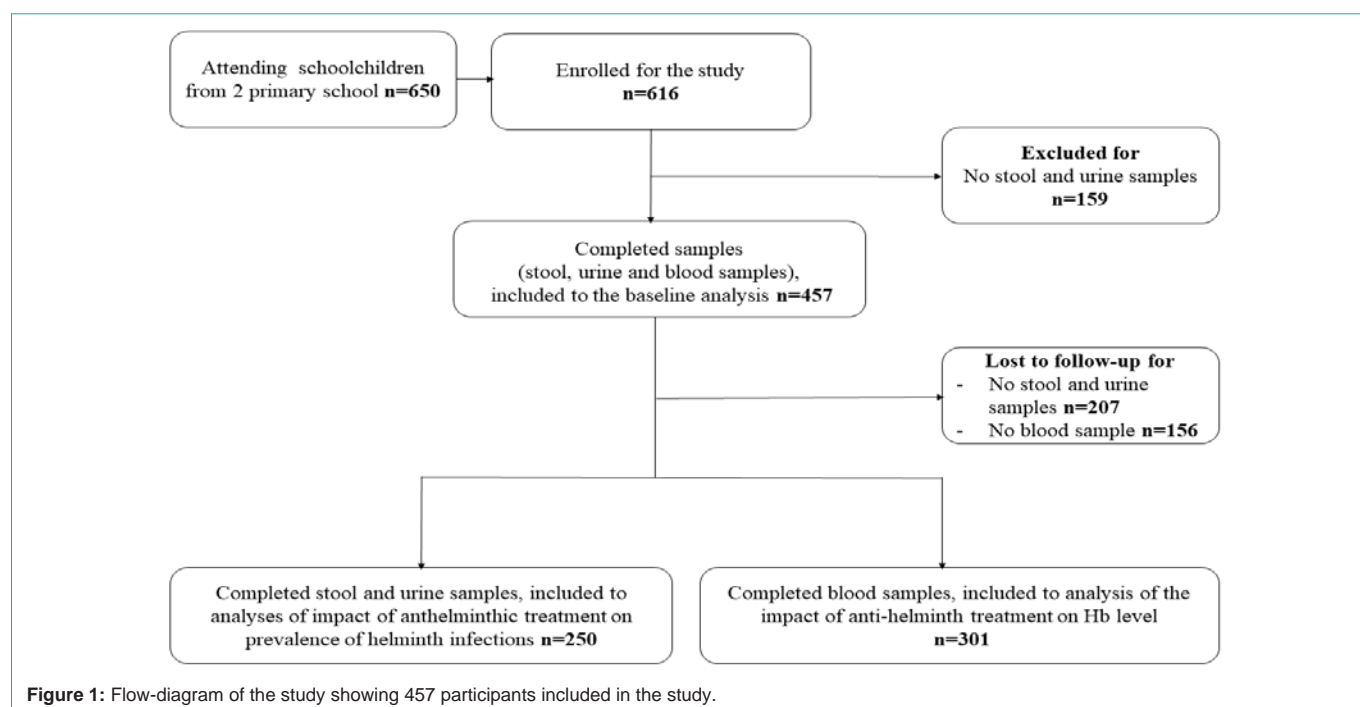 Attending schoolchildren
from 2 primary school n=650
Enrolled for the study
n=616
Excluded for
No stool and urine samples
n=159
Completed samples
(stool, urine and blood samples),
included to the baseline analysis n=457
Lost to follow-up for
- No stool and urine
samples n=207
- No blood sample n=156
Completed stool and urine samples, included to
analyses of impact of anthelminthic treatment on
prevalence of helminth infections n=250
Completed blood samples, included to analysis of the
impact of anti-helminth treatment on Hb level
n=301
Figure 1: Flow-diagram of the study showing 457 participants included in the study.